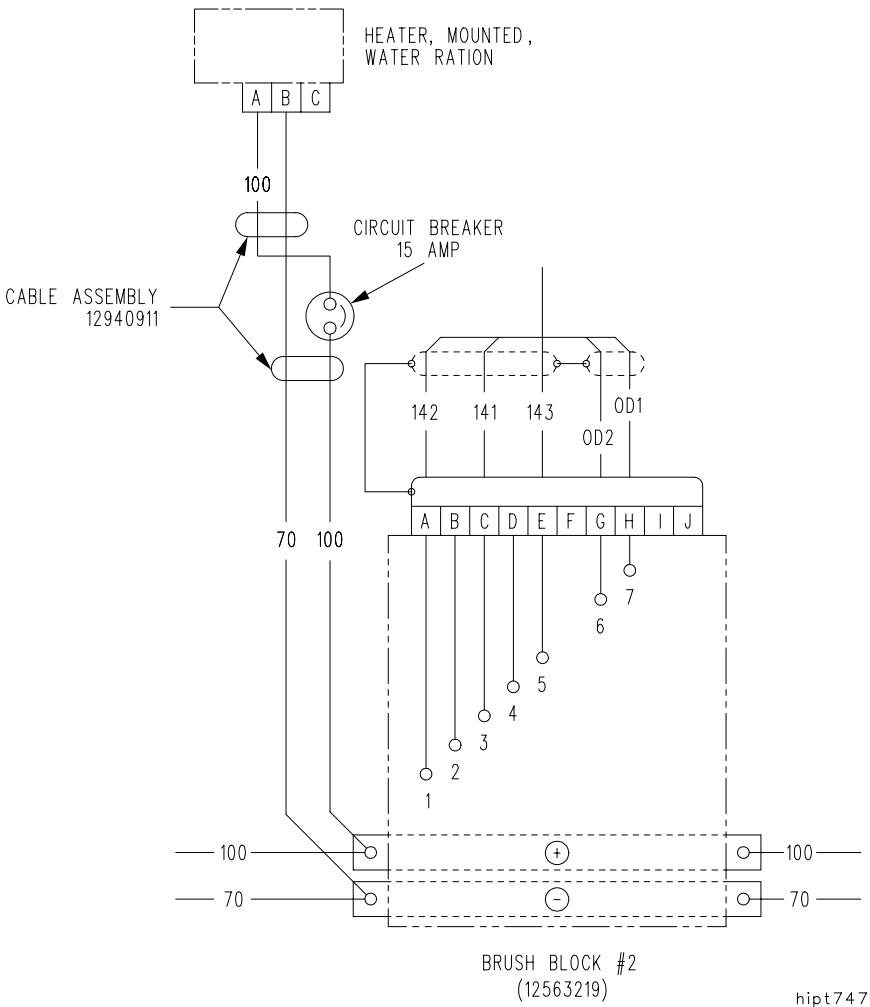 HEATER, MOUNTED,
WATER RATION
A B C
100
CIRCUIT BREAKER
15 AMP
CABLE ASSEMBLY
12940911
142 141 143 OD2 OD1
A B C D E F G H I J
70 100
7
6
5
4
3
2
1
100 + 100
70 − 70
BRUSH BLOCK #2
(12563219)
hipt747